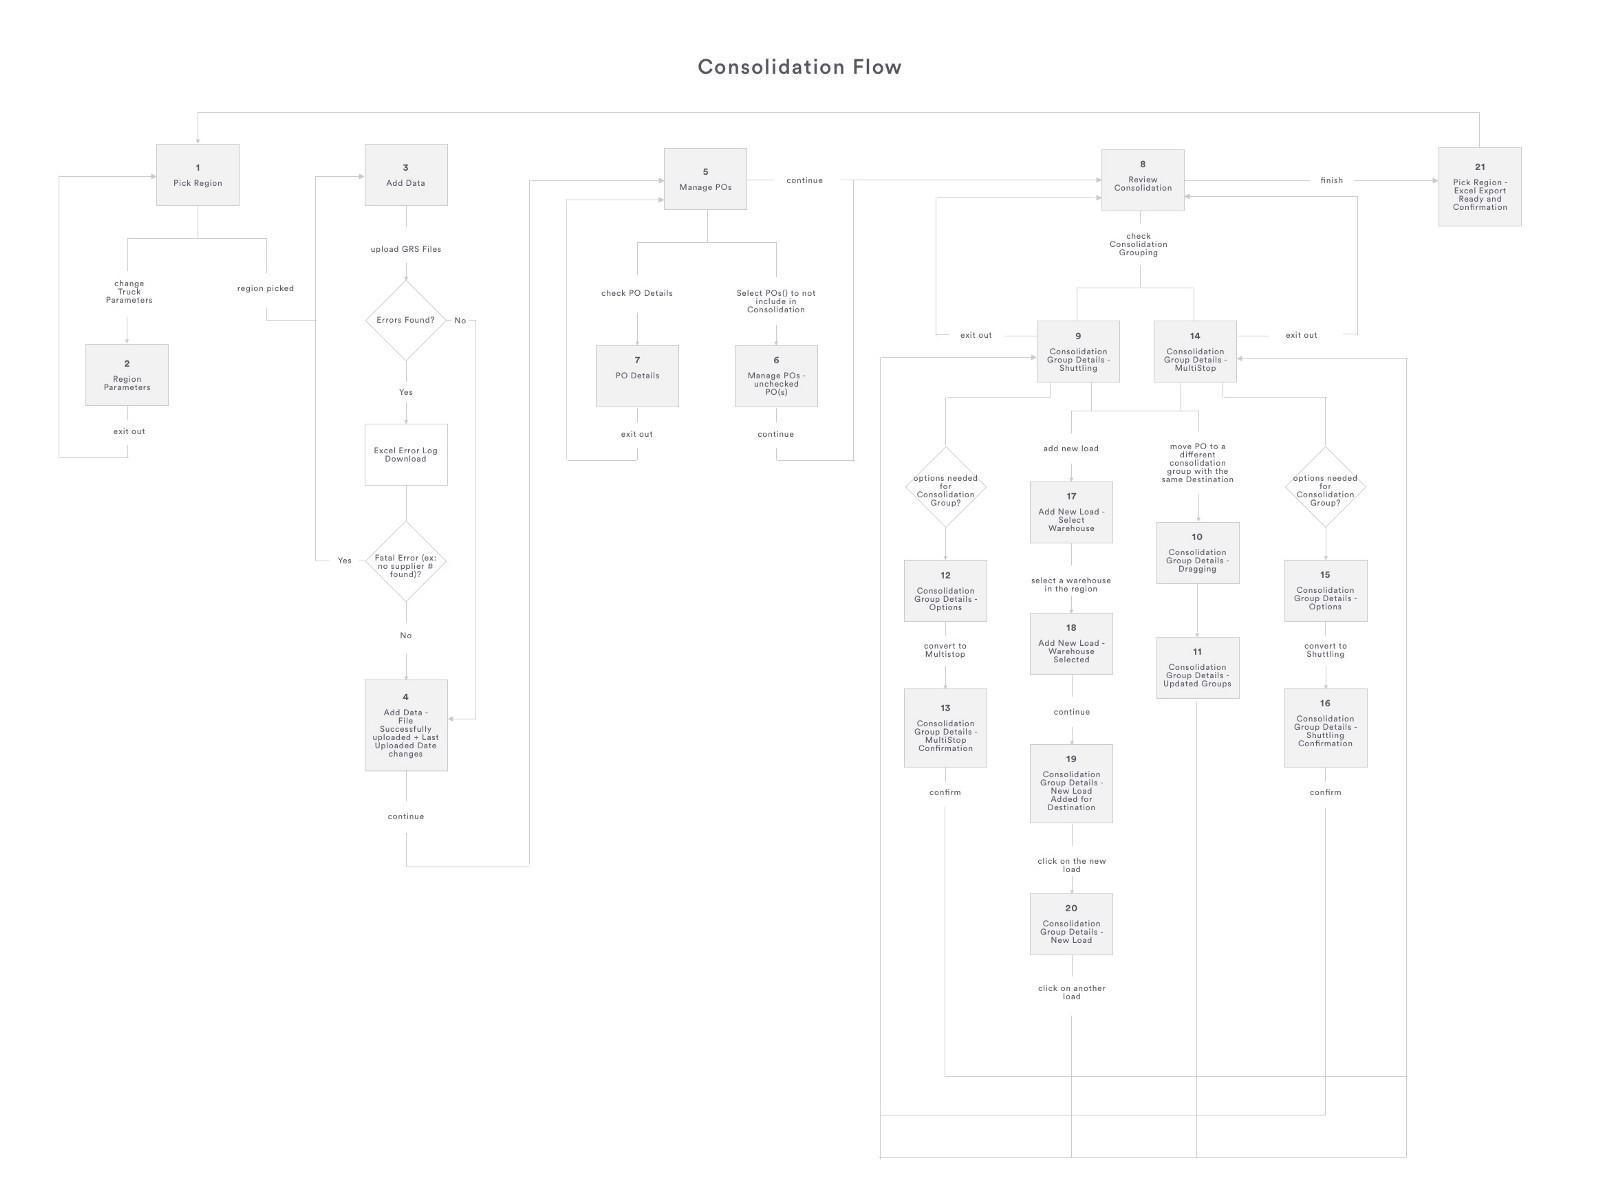 Consolidation Flow
1
Pick Region
change
Truck
Parameters
region picked
2
Region
Parameters
exit out
3
Add Data
upload GRS Files
Errors Found?
No
Yes
Excel Error Log
Download
Fatal Error (ex:
no supplier #
found)?
Yes
No
4
Add Data -
File
Successfully
uploaded + Last
Uploaded Date
changes
continue
5
Manage POs
continue
check PO Details
Select POs() to not
include in
Consolidation
7
PO Details
exit out
6
Manage POs -
unchecked
PO(s)
continue
8
Review
Consolidation
finish
21
Pick Region -
Excel Export
Ready and
Confirmation
check
Consolidation
Grouping
exit out
9
Consolidation
Group Details -
Shuttling
14
Consolidation
Group Details -
MultiStop
exit out
options needed
for
Consolidation
Group?
12
Consolidation
Group Details -
Options
convert to
Multistop
13
Consolidation
Group Details -
MultiStop
Confirmation
confirm
add new load
17
Add New Load -
Select
Warehouse
select a warehouse
in the region
18
Add New Load -
Warehouse
Selected
continue
19
Consolidation
Group Details -
New Load
Added for
Destination
click on the new
load
20
Consolidation
Group Details -
New Load
click on another
load
move PO to a
different
consolidation
group with the
same Destination
10
Consolidation
Group Details -
Dragging
11
Consolidation
Group Details -
Updated Groups
options needed
for
Consolidation
Group?
15
Consolidation
Group Details -
Options
convert to
Shuttling
16
Consolidation
Group Details -
Shuttling
Confirmation
confirm